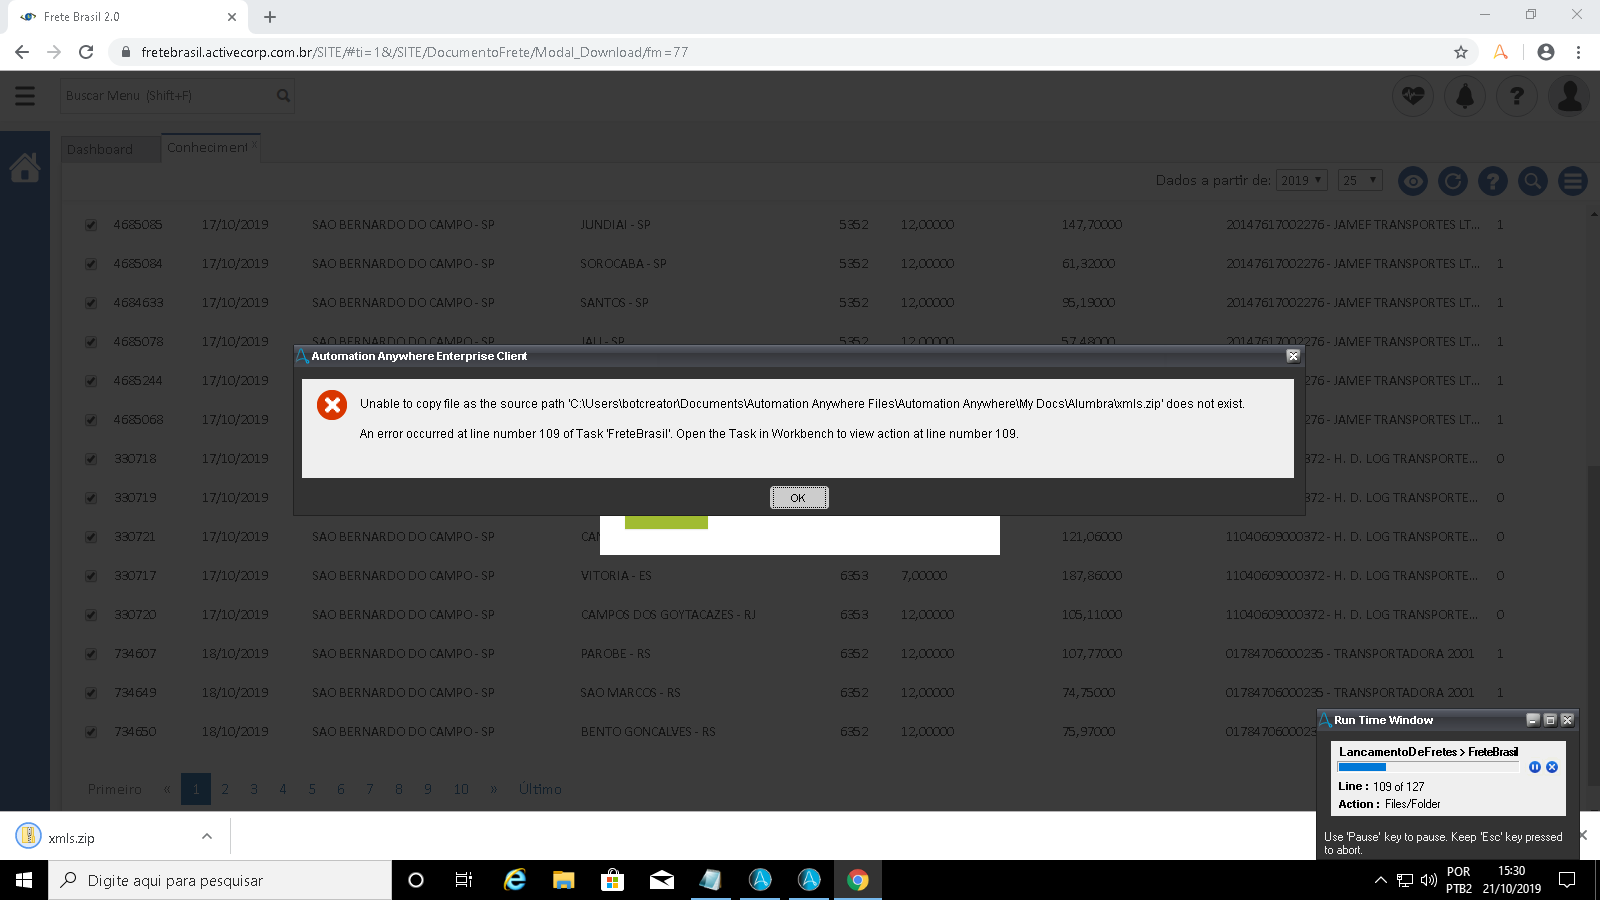 Frete Brasil 2.0
fretebrasil.activecorp.com.br/SITE/#ti=1&/SITE/DocumentoFrete/Modal_Download/fm=77
Buscar Menu (Shift+F)
Dashboard
Conheciment
Dados a partir de: 2019 25
4685085 17/10/2019 SAO BERNARDO DO CAMPO - SP JUNDIAI - SP 5352 12,00000 147,70000 20147617002276 - JAMEF TRANSPORTES LT... 1
4685084 17/10/2019 SAO BERNARDO DO CAMPO - SP SOROCABA - SP 5352 12,00000 61,32000 20147617002276 - JAMEF TRANSPORTES LT... 1
4684633 17/10/2019 SAO BERNARDO DO CAMPO - SP SANTOS - SP 5352 12,00000 95,19000 20147617002276 - JAMEF TRANSPORTES LT... 1
4685078 17/10/2019 SAO BERNARDO DO CAMPO - SP JAU - SP 5352 12,00000 57,48000 20147617002276 - JAMEF TRANSPORTES LT... 1
4685244 17/10/2019 276 - JAMEF TRANSPORTES LT... 1
4685068 17/10/2019 276 - JAMEF TRANSPORTES LT... 1
330718 17/10/2019 372 - H. D. LOG TRANSPORTE... 0
330719 17/10/2019 372 - H. D. LOG TRANSPORTE... 0
330721 17/10/2019 SAO BERNARDO DO CAMPO - SP CAN 121,06000 11040609000372 - H. D. LOG TRANSPORTE... 0
330717 17/10/2019 SAO BERNARDO DO CAMPO - SP VITORIA - ES 6353 7,00000 187,86000 11040609000372 - H. D. LOG TRANSPORTE... 0
330720 17/10/2019 SAO BERNARDO DO CAMPO - SP CAMPOS DOS GOYTACAZES - RJ 6353 12,00000 105,11000 11040609000372 - H. D. LOG TRANSPORTE... 0
734607 18/10/2019 SAO BERNARDO DO CAMPO - SP PAROBE - RS 6352 12,00000 107,77000 01784706000235 - TRANSPORTADORA 2001 1
734649 18/10/2019 SAO BERNARDO DO CAMPO - SP SAO MARCOS - RS 6352 12,00000 74,75000 01784706000235 - TRANSPORTADORA 2001 1
734650 18/10/2019 SAO BERNARDO DO CAMPO - SP BENTO GONCALVES - RS 6352 12,00000 75,97000 01784706000235
Primeiro « 1 2 3 4 5 6 7 8 9 10 » Último
Automation Anywhere Enterprise Client
Unable to copy file as the source path 'C:\Users\botcreator\Documents\Automation Anywhere Files\Automation Anywhere\My Docs\Alumbra\xmls.zip' does not exist.
An error occurred at line number 109 of Task 'FreteBrasil'. Open the Task in Workbench to view action at line number 109.
OK
Run Time Window
LancamentoDeFretes > FreteBrasil
Line : 109 of 127
Action : Files/Folder
Use 'Pause' key to pause. Keep 'Esc' key pressed
to abort.
xmls.zip
Digite aqui para pesquisar
POR
PTB2
15:30
21/10/2019